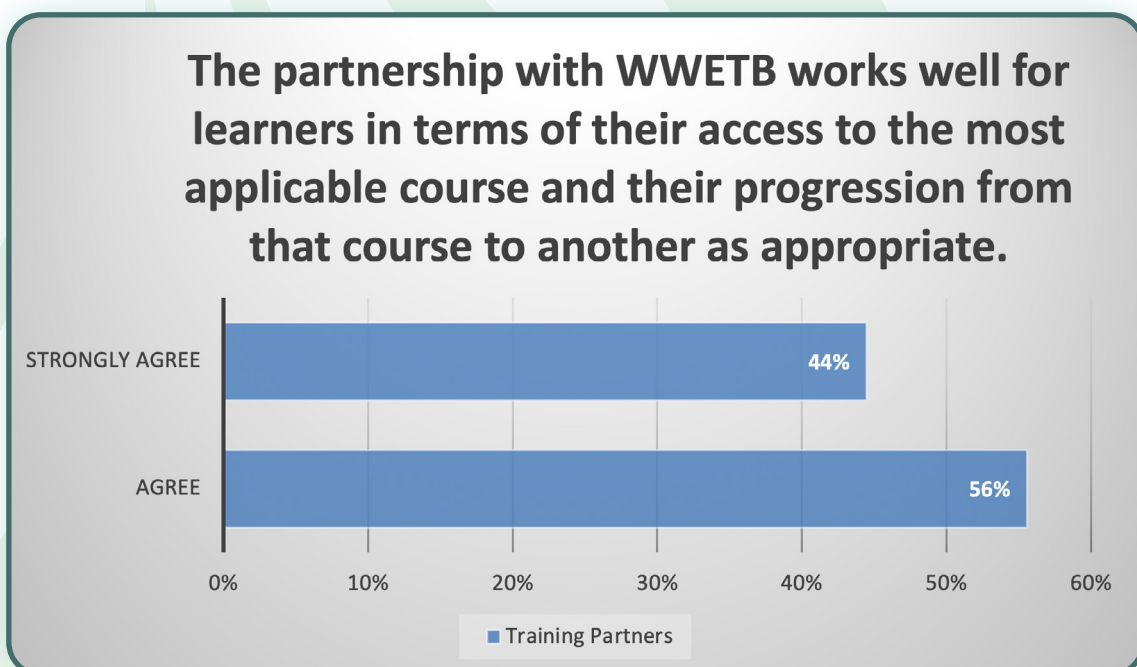 The partnership with WWETB works well for
learners in terms of their access to the most
applicable course and their progression from
that course to another as appropriate.
STRONGLY AGREE
44%
AGREE
56%
0% 10% 20% 30% 40% 50% 60%
Training Partners